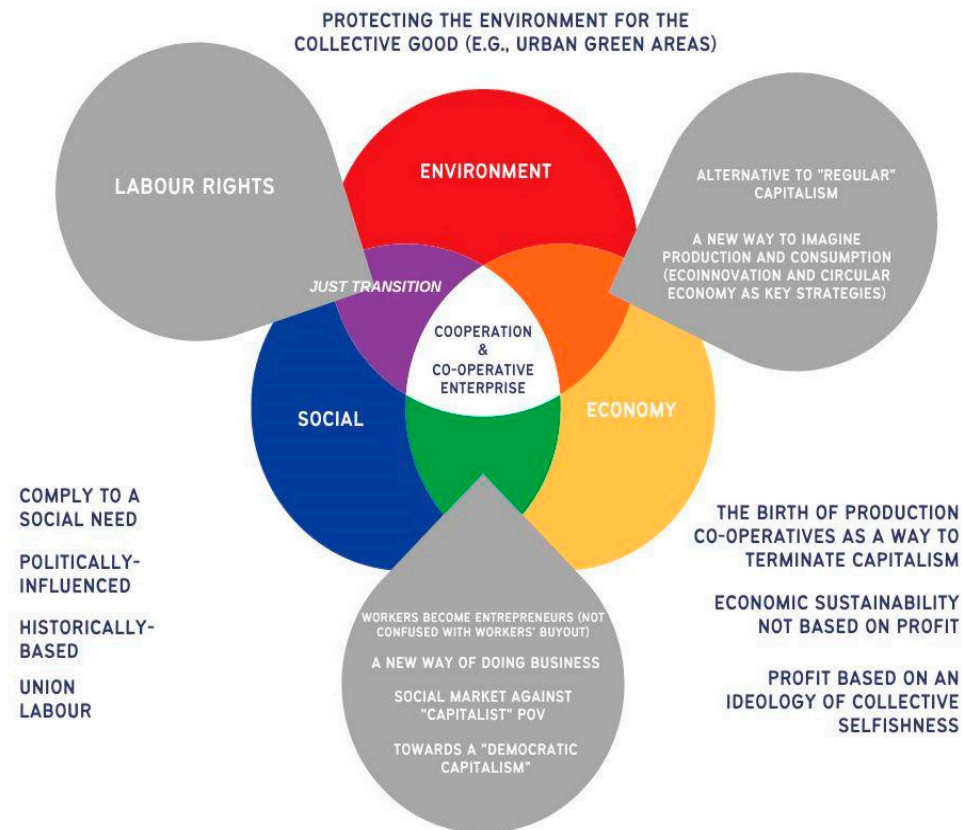 PROTECTING THE ENVIRONMENT FOR THE
COLLECTIVE GOOD (E.G., URBAN GREEN AREAS)
LABOUR RIGHTS
ENVIRONMENT
ALTERNATIVE TO "REGULAR"
CAPITALISM
A NEW WAY TO IMAGINE
PRODUCTION AND CONSUMPTION
(ECOINNOVATION AND CIRCULAR
ECONOMY AS KEY STRATEGIES)
JUST TRANSITION
COOPERATION
&
CO-OPERATIVE
ENTERPRISE
SOCIAL
ECONOMY
COMPLY TO A
SOCIAL NEED
POLITICALLY-
INFLUENCED
HISTORICALLY-
BASED
UNION
LABOUR
WORKERS BECOME ENTREPRENEURS (NOT
CONFUSED WITH WORKERS' BUYOUT)
A NEW WAY OF DOING BUSINESS
SOCIAL MARKET AGAINST
"CAPITALIST" POV
TOWARDS A "DEMOCRATIC
CAPITALISM"
THE BIRTH OF PRODUCTION
CO-OPERATIVES AS A WAY TO
TERMINATE CAPITALISM
ECONOMIC SUSTAINABILITY
NOT BASED ON PROFIT
PROFIT BASED ON AN
IDEOLOGY OF COLLECTIVE
SELFISHNESS